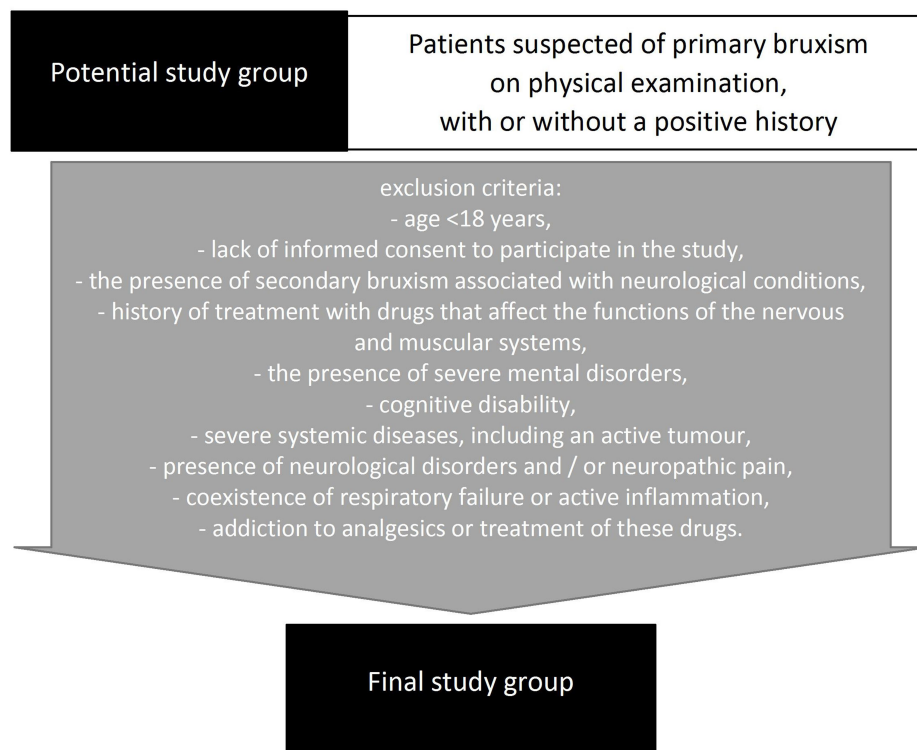 Potential study group
Patients suspected of primary bruxism
on physical examination,
with or without a positive history
exclusion criteria:
- age <18 years,
- lack of informed consent to participate in the study,
- the presence of secondary bruxism associated with neurological conditions,
- history of treatment with drugs that affect the functions of the nervous
and muscular systems,
- the presence of severe mental disorders,
- cognitive disability,
- severe systemic diseases, including an active tumour,
- presence of neurological disorders and / or neuropathic pain,
- coexistence of respiratory failure or active inflammation,
- addiction to analgesics or treatment of these drugs.
Final study group